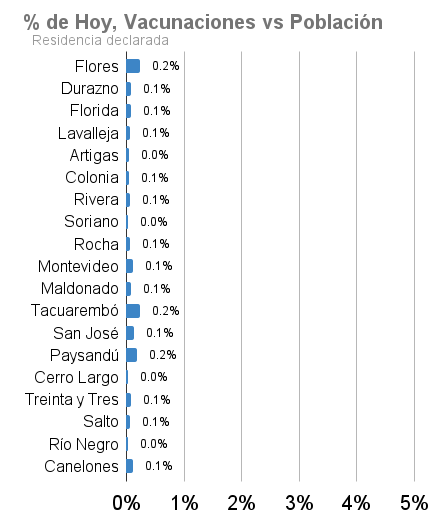 % de Hoy, Vacunaciones vs Población
Residencia declarada
Flores 0.2%
Durazno 0.1%
Florida 0.1%
Lavalleja 0.1%
Artigas 0.0%
Colonia 0.1%
Rivera 0.1%
Soriano 0.0%
Rocha 0.1%
Montevideo 0.1%
Maldonado 0.1%
Tacuarembó 0.2%
San José 0.1%
Paysandú 0.2%
Cerro Largo 0.0%
Treinta y Tres 0.1%
Salto 0.1%
Río Negro 0.0%
Canelones 0.1%
0% 1% 2% 3% 4% 5%